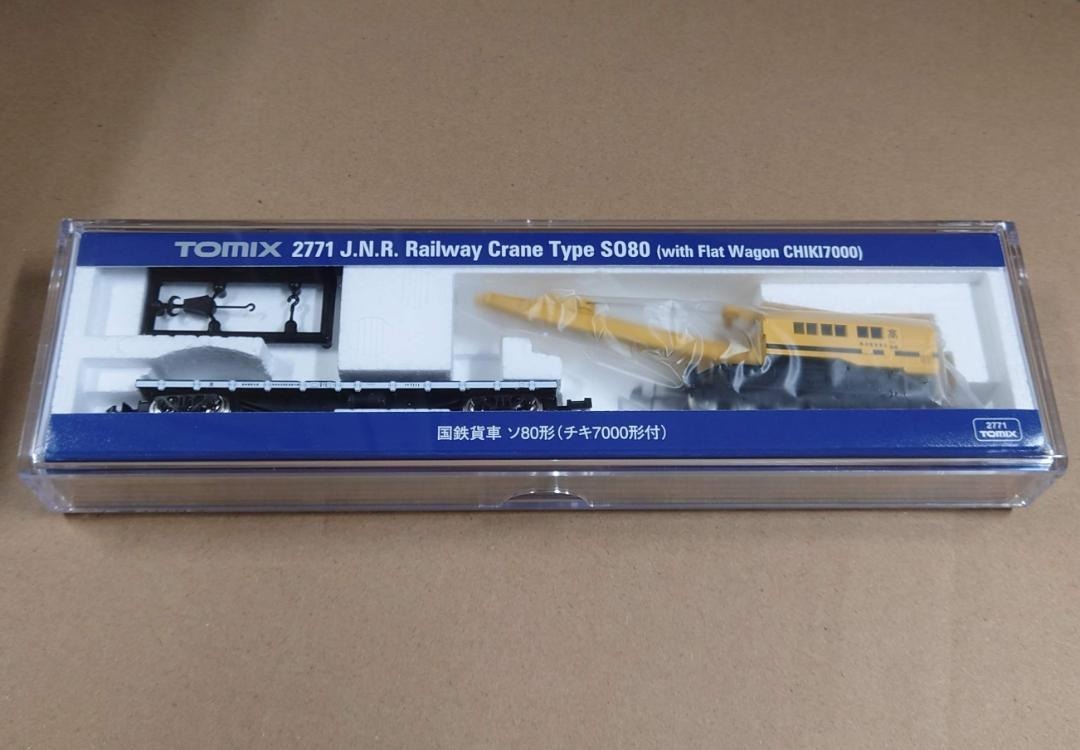 TOMIX 2771 J.N.R. Railway Crane Type SO80 (with Flat Wagon CHIKI7000)
国鉄貨車 ソ80形(チキ7000形付)
2771
TOMIX